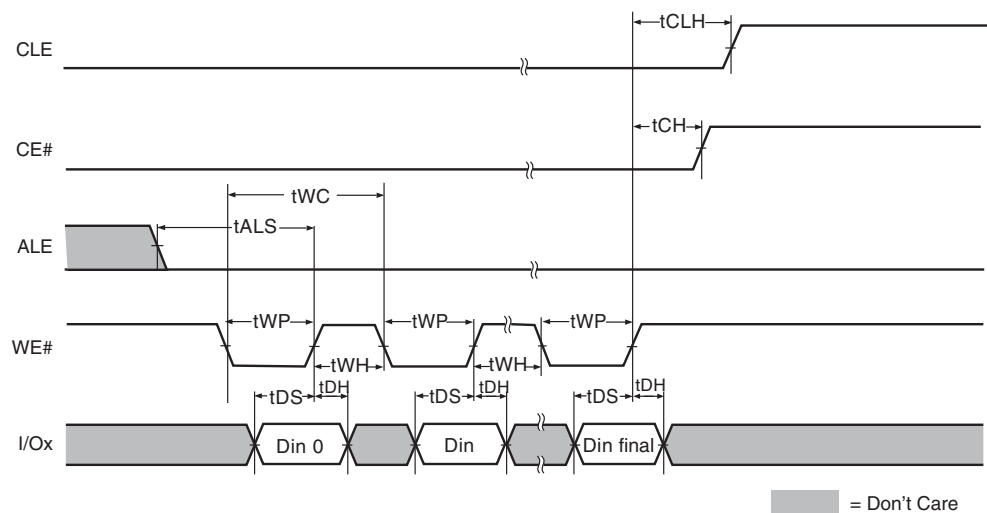 tCLH
CLE
tCH
CE#
tWC
tALS
ALE
tWP tWP tWP
WE#
tWH tWH
tDS tDH tDS tDH tDS tDH
I/Ox Din 0 Din Din final
= Don't Care